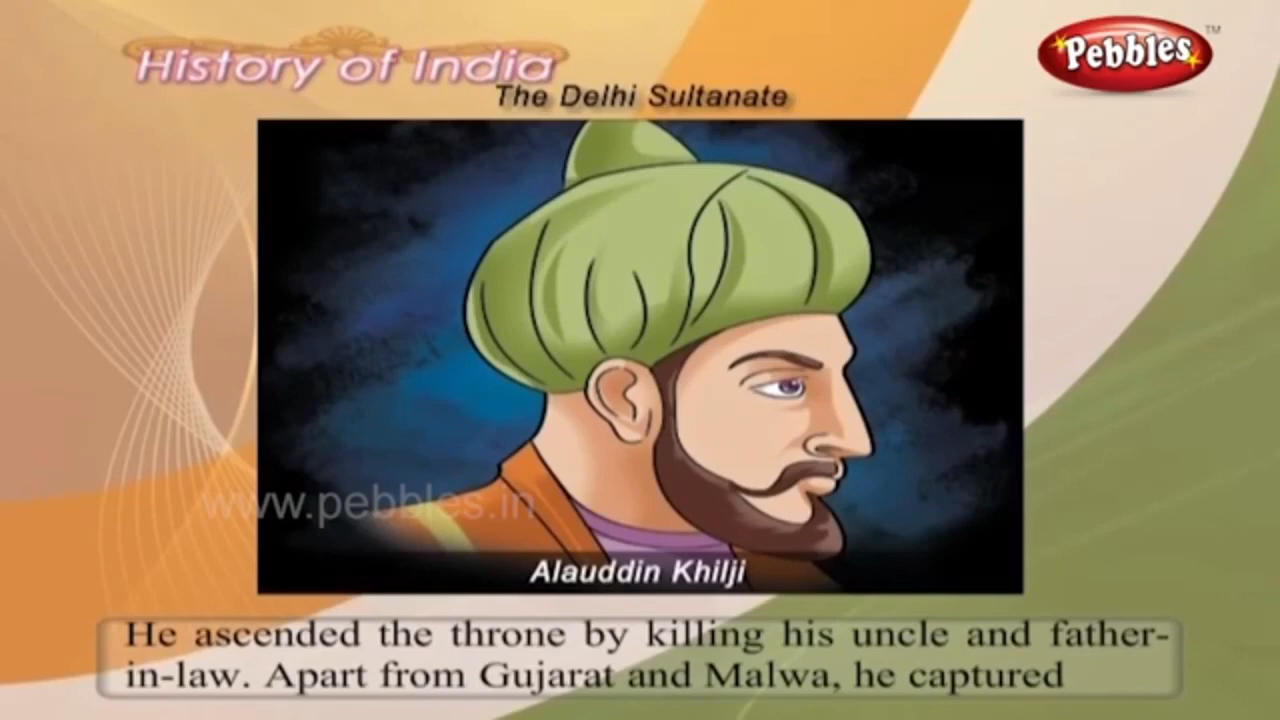 History of India
Pebbles™
The Delhi Sultanate
www.pebbles.in
Alauddin Khilji
He ascended the throne by killing his uncle and father-
in-law. Apart from Gujarat and Malwa, he captured